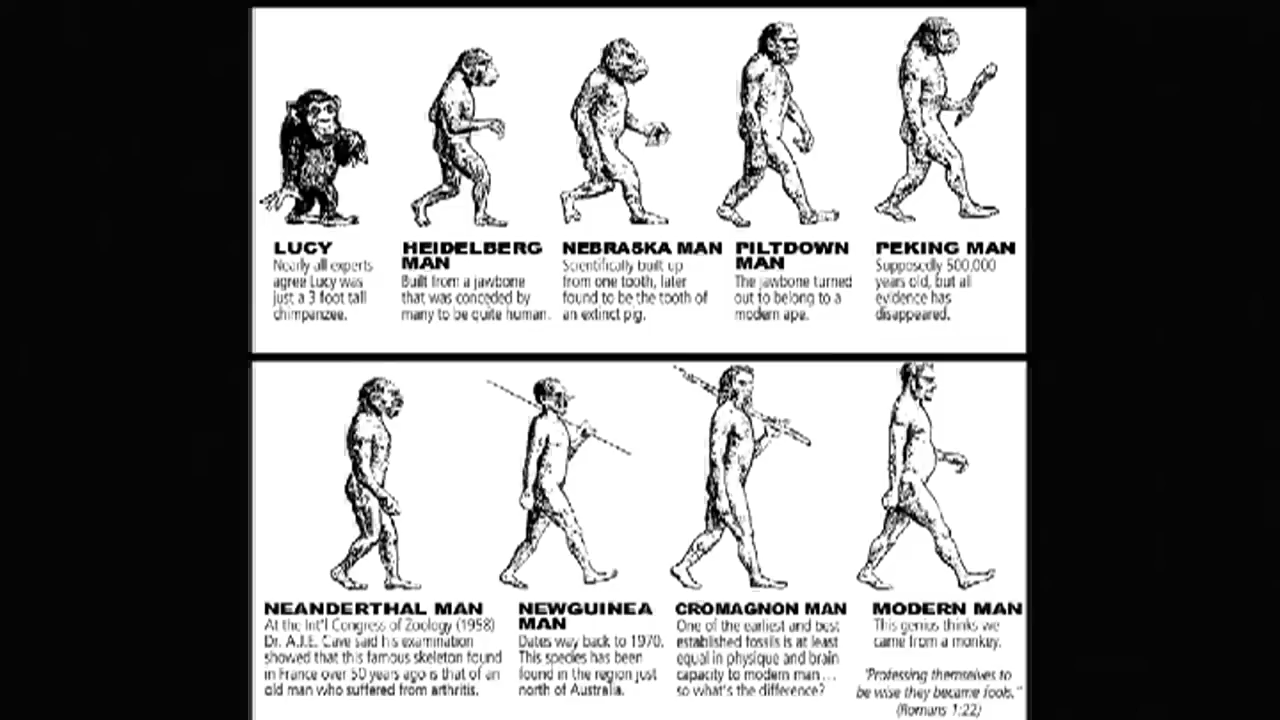 LUCY
Nearly all experts
agree Lucy was
just a 3 foot tall
chimpanzee.
HEIDELBERG
MAN
Built from a jawbone
that was conceded by
many to be quite human.
NEBRASKA MAN
Scientifically built up
from one tooth, later
found to be the tooth of
an extinct pig.
PILTDOWN
MAN
The jawbone turned
out to belong to a
modern ape.
PEKING MAN
Supposedly 500,000
years old, but all
evidence has
disappeared.
NEANDERTHAL MAN
At the Int'l Congress of Zoology (1958)
Dr. A.J.E. Cave said his examination
showed that this famous skeleton found
in France over 50 years ago is that of an
old man who suffered from arthritis.
NEWGUINEA
MAN
Dates way back to 1970.
This species has been
found in the region just
north of Australia.
CROMAGNON MAN
One of the earliest and best
established fossils is at least
equal in physique and brain
capacity to modern man...
so what's the difference?
MODERN MAN
This genius thinks we
came from a monkey.
"Professing themselves to
be wise they became fools."
(Romans 1:22)